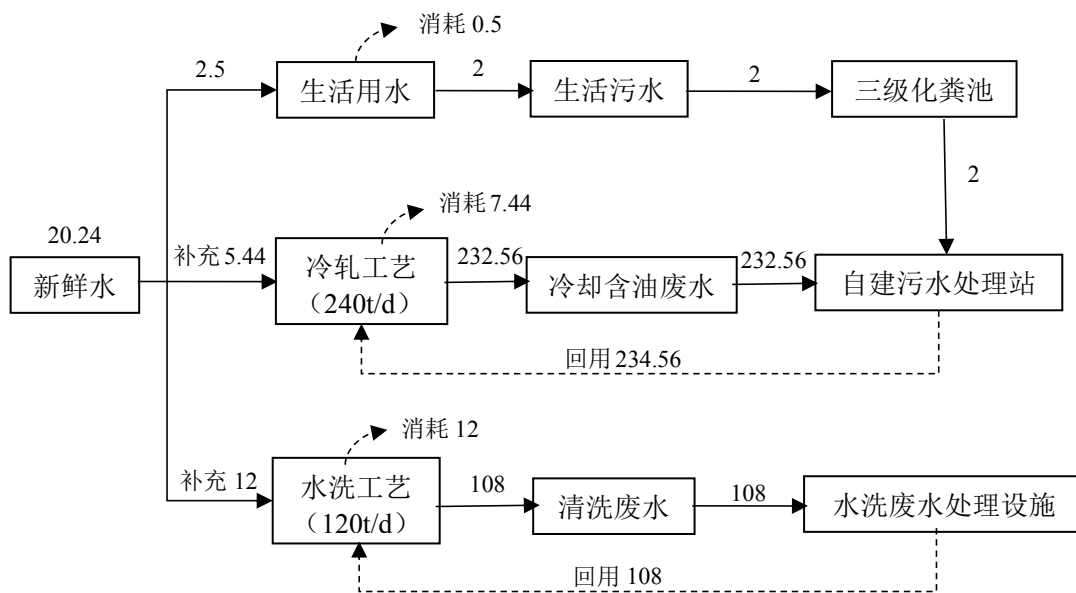 消耗 0.5
2.5
生活用水
2
生活污水
2
三级化粪池
2
消耗 7.44
20.24
新鲜水
补充 5.44
冷轧工艺
（240t/d）
232.56
冷却含油废水
232.56
自建污水处理站
回用 234.56
消耗 12
补充 12
水洗工艺
（120t/d）
108
清洗废水
108
水洗废水处理设施
回用 108